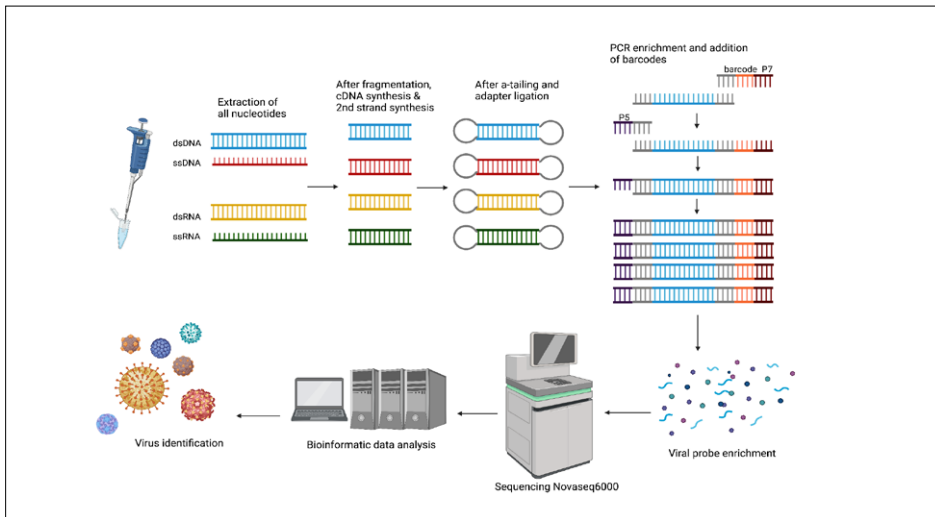 PCR enrichment and addition
of barcodes
barcode P7
After fragmentation,
cDNA synthesis &
2nd strand synthesis
After a-tailing and
adapter ligation
Extraction of
all nucleotides
P5
dsDNA
ssDNA
dsRNA
ssRNA
Virus identification
Bioinformatic data analysis
Sequencing Novaseq6000
Viral probe enrichment